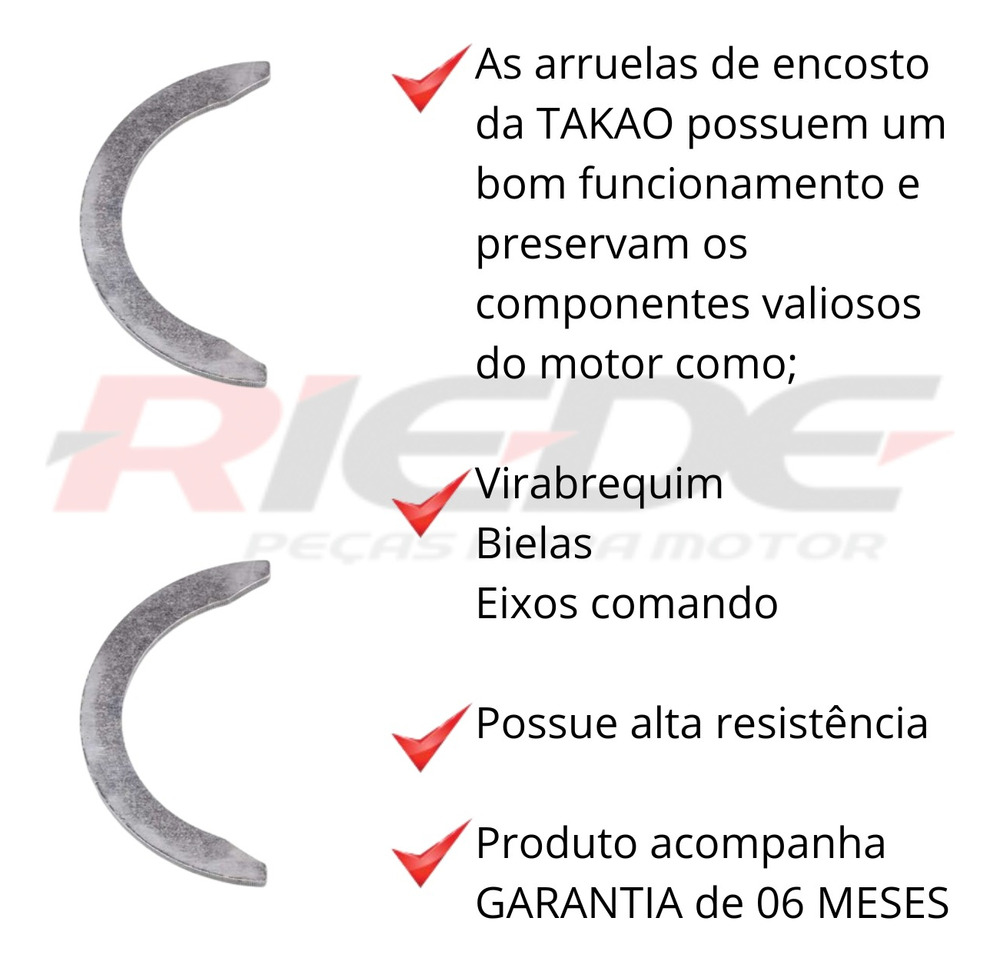 As arruelas de encosto
da TAKAO possuem um
bom funcionamento e
preservam os
componentes valiosos
do motor como;
RIEDE
Virabrequim
PEÇAS A MOTOR
Bielas
Eixos comando
Possue alta resistência
Produto acompanha
GARANTIA de 06 MESES